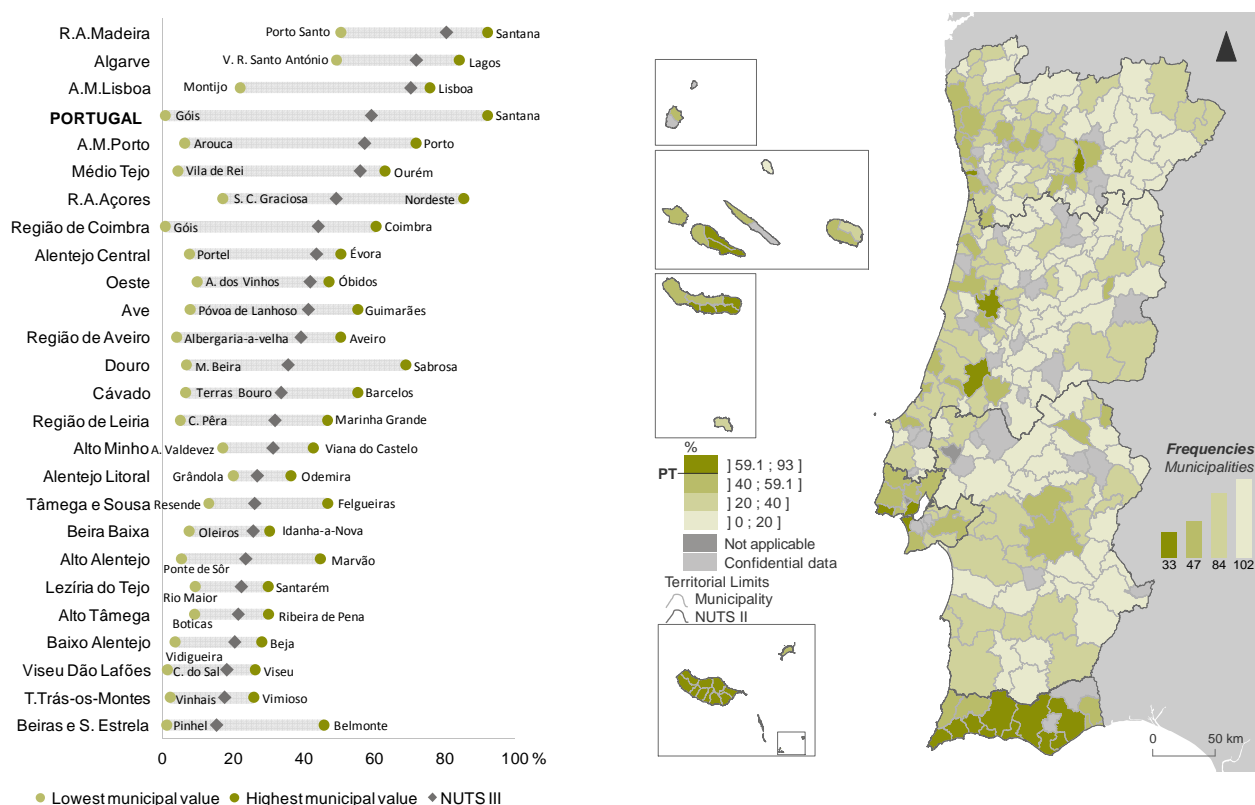 R.A.Madeira Porto Santo Santana
Algarve V. R. Santo António Lagos
A.M.Lisboa Montijo Lisboa
PORTUGAL Góis Santana
A.M.Porto Arouca Porto
Médio Tejo Vila de Rei Ourém
R.A.Açores S. C. Graciosa Nordeste
Região de Coimbra Góis Coimbra
Alentejo Central Portel Évora
Oeste A. dos Vinhos Óbidos
Ave Póvoa de Lanhoso Guimarães
Região de Aveiro Albergaria-a-velha Aveiro
Douro M. Beira Sabrosa
Cávado Terras Bouro Barcelos
Região de Leiria C. Pêra Marinha Grande
Alto Minho A. Valdevez Viana do Castelo
Alentejo Litoral Grândola Odemira
Tâmega e Sousa Resende Felgueiras
Beira Baixa Oleiros Idanha-a-Nova
Alto Alentejo Ponte de Sôr Marvão
Lezíria do Tejo Rio Maior Santarém
Alto Tâmega Boticas Ribeira de Pena
Baixo Alentejo Vidigueira Beja
Viseu Dão Lafões C. do Sal Viseu
T.Trás-os-Montes Vinhais Vimioso
Beiras e S. Estrela Pinhel Belmonte
0 20 40 60 80 100 %
Lowest municipal value Highest municipal value NUTS III
%
PT
] 59.1 ; 93 ]
] 40 ; 59.1 ]
] 20 ; 40 ]
] 0 ; 20 ]
Not applicable
Confidential data
Territorial Limits
Municipality
NUTS II
Frequencies
Municipalities
33 47 84 102
0 50 km